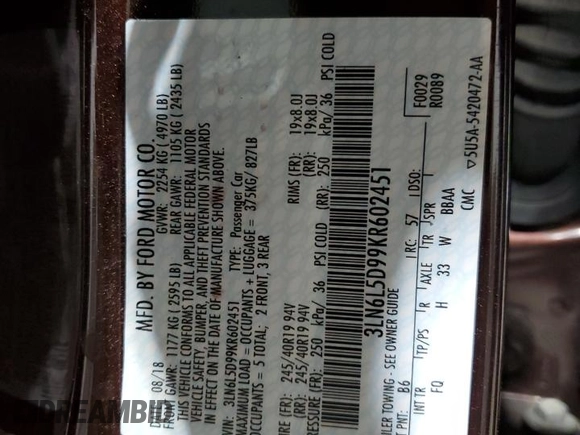 MFD. BY FORD MOTOR CO.
08/18 GVWR: 2254 KG (4970 LB)
FRONT GAWR: 1177 KG (2595 LB) REAR GAWR: 1105 KG (2435 LB)
THIS VEHICLE CONFORMS TO ALL APPLICABLE FEDERAL MOTOR
VEHICLE SAFETY, BUMPER, AND THEFT PREVENTION STANDARDS
IN EFFECT ON THE DATE OF MANUFACTURE SHOWN ABOVE.
VIN: 3LN6L5D99KR602451 TYPE: Passenger Car
MAXIMUM LOAD = OCCUPANTS + LUGGAGE = 375KG/ 827LB
OCCUPANTS = 5 TOTAL: 2 FRONT, 3 REAR
TIRE (FR): 245/40R19 94V RIMS (FR): 19x8.0J
(RR): 245/40R19 94V (RR): 19x8.0J
PRESSURE (FR): 250 kPa/ 36 PSI COLD (RR): 250 kPa/ 36 PSI COLD
TRAILER TOWING - SEE OWNER GUIDE
3LN6L5D99KR602451
PNT: B6 RC: 57 DSO: F0029
R0089
INT TR TP/PS R AXLE TR SPR
FQ H 33 W BBAA
CMC 5U5A-5420472-AA